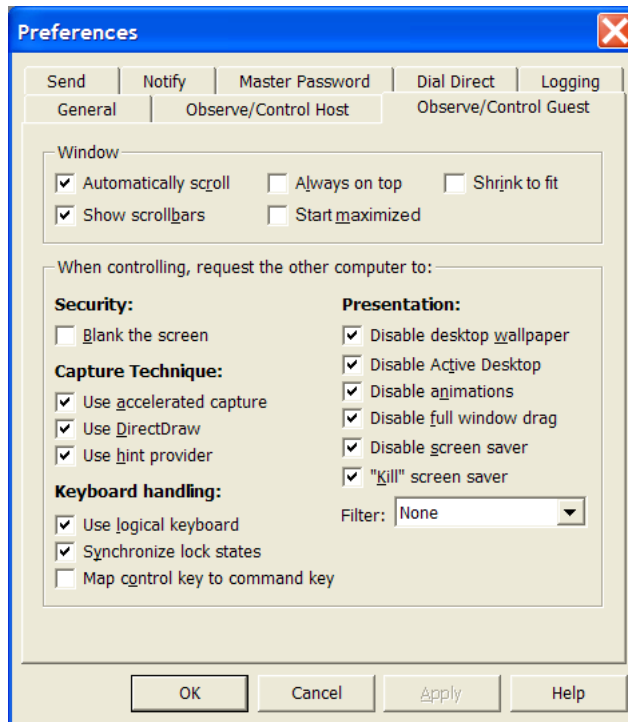 Preferences
Send Notify Master Password Dial Direct Logging
General Observe/Control Host Observe/Control Guest
Window
Automatically scroll Always on top Shrink to fit
Show scrollbars Start maximized
When controlling, request the other computer to:
Security:
Blank the screen
Capture Technique:
Use accelerated capture
Use DirectDraw
Use hint provider
Keyboard handling:
Use logical keyboard
Synchronize lock states
Map control key to command key
Presentation:
Disable desktop wallpaper
Disable Active Desktop
Disable animations
Disable full window drag
Disable screen saver
"Kill" screen saver
Filter: None
OK Cancel Apply Help